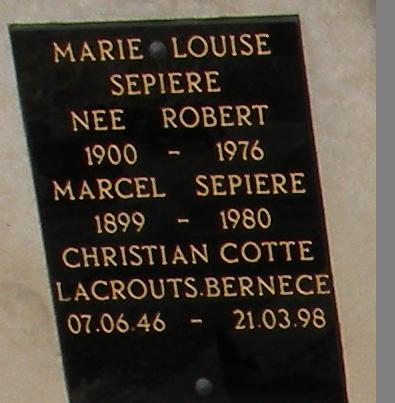 MARIE LOUISE
SEPIERE
NEE ROBERT
1900 - 1976
MARCEL SEPIERE
1899 - 1980
CHRISTIAN COTTE
LACROUTS.BERNECE
07.06.46 - 21.03.98